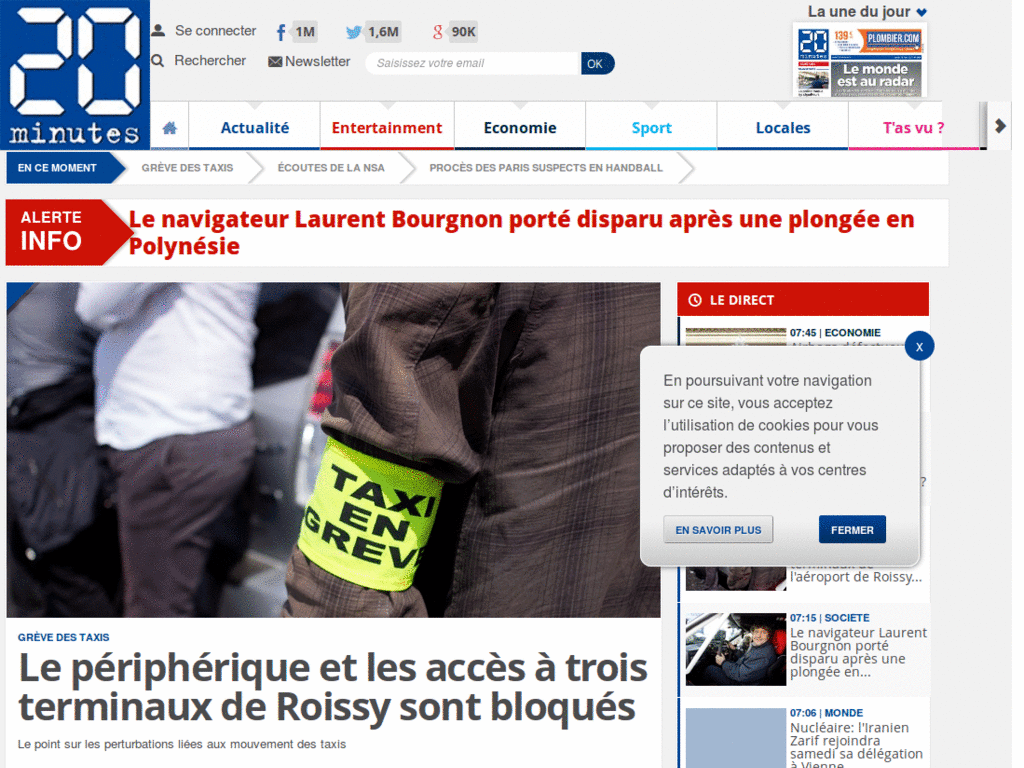 20
minutes
Se connecter
1M
1,6M
90K
Rechercher
Newsletter
Saisissez votre email
OK
La une du jour
20
minutes
139€
PLOMBIER.COM
Le monde
est au radar
Actualité
Entertainment
Economie
Sport
Locales
T'as vu ?
EN CE MOMENT
GRÈVE DES TAXIS
ÉCOUTES DE LA NSA
PROCÈS DES PARIS SUSPECTS EN HANDBALL
ALERTE
INFO
Le navigateur Laurent Bourgnon porté disparu après une plongée en
Polynésie
TAXI
EN
GREVE
GRÈVE DES TAXIS
Le périphérique et les accès à trois
terminaux de Roissy sont bloqués
Le point sur les perturbations liées aux mouvement des taxis
LE DIRECT
07:45 | ECONOMIE
x
En poursuivant votre navigation
sur ce site, vous acceptez
l'utilisation de cookies pour vous
proposer des contenus et
services adaptés à vos centres
d'intérêts.
EN SAVOIR PLUS
FERMER
?
terminaux de
l'aéroport de Roissy...
07:15 | SOCIETE
Le navigateur Laurent
Bourgnon porté
disparu après une
plongée en...
07:06 | MONDE
Nucléaire: l'Iranien
Zarif rejoindra
samedi sa délégation
à Vienne